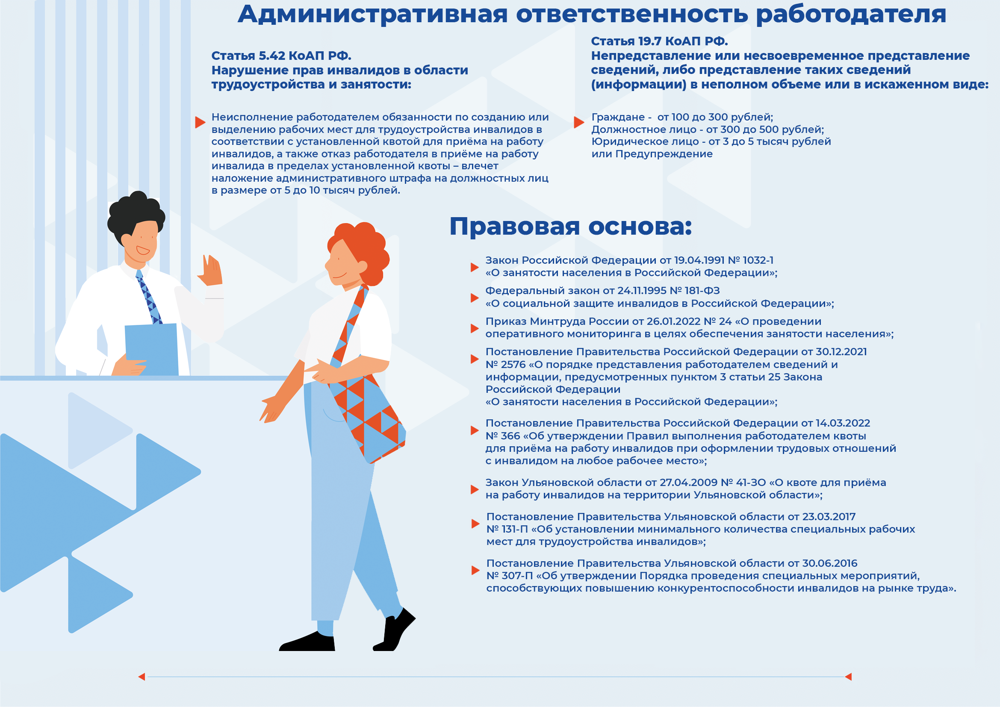 Административная ответственность работодателя
Статья 5.42 КоАП РФ.
Нарушение прав инвалидов в области
трудоустройства и занятости:
Неисполнение работодателем обязанности по созданию или
выделению рабочих мест для трудоустройства инвалидов в
соответствии с установленной квотой для приёма на работу
инвалидов, а также отказ работодателя в приёме на работу
инвалида в пределах установленной квоты – влечет
наложение административного штрафа на должностных лиц
в размере от 5 до 10 тысяч рублей.
Статья 19.7 КоАП РФ.
Непредставление или несвоевременное представление
сведений, либо представление таких сведений
(информации) в неполном объеме или в искаженном виде:
Граждане -  от 100 до 300 рублей;
Должностное лицо - от 300 до 500 рублей;
Юридическое лицо - от 3 до 5 тысяч рублей
или Предупреждение
Правовая основа:
Закон Российской Федерации от 19.04.1991 № 1032-1
«О занятости населения в Российской Федерации»;
Федеральный закон от 24.11.1995 № 181-ФЗ
«О социальной защите инвалидов в Российской Федерации»;
Приказ Минтруда России от 26.01.2022 № 24 «О проведении
оперативного мониторинга в целях обеспечения занятости населения»;
Постановление Правительства Российской Федерации от 30.12.2021
№ 2576 «О порядке представления работодателем сведений и
информации, предусмотренных пунктом 3 статьи 25 Закона
Российской Федерации
«О занятости населения в Российской Федерации»;
Постановление Правительства Российской Федерации от 14.03.2022
№ 366 «Об утверждении Правил выполнения работодателем квоты
для приёма на работу инвалидов при оформлении трудовых отношений
с инвалидом на любое рабочее место»;
Закон Ульяновской области от 27.04.2009 № 41-ЗО «О квоте для приёма
на работу инвалидов на территории Ульяновской области»;
Постановление Правительства Ульяновской области от 23.03.2017
№ 131-П «Об установлении минимального количества специальных рабочих
мест для трудоустройства инвалидов»;
Постановление Правительства Ульяновской области от 30.06.2016
№ 307-П «Об утверждении Порядка проведения специальных мероприятий,
способствующих повышению конкурентоспособности инвалидов на рынке труда».